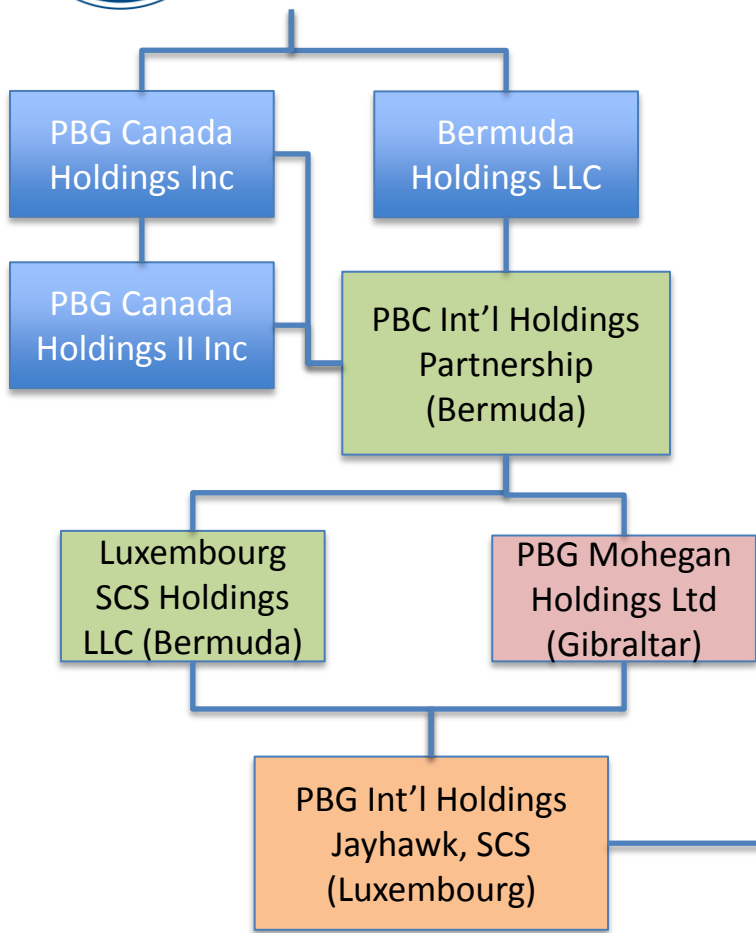 PBG Canada
Holdings Inc
Bermuda
Holdings LLC
PBG Canada
Holdings II Inc
PBC Int’l Holdings
Partnership
(Bermuda)
Luxembourg
SCS Holdings
LLC (Bermuda)
PBG Mohegan
Holdings Ltd
(Gibraltar)
PBG Int’l Holdings
Jayhawk, SCS
(Luxembourg)